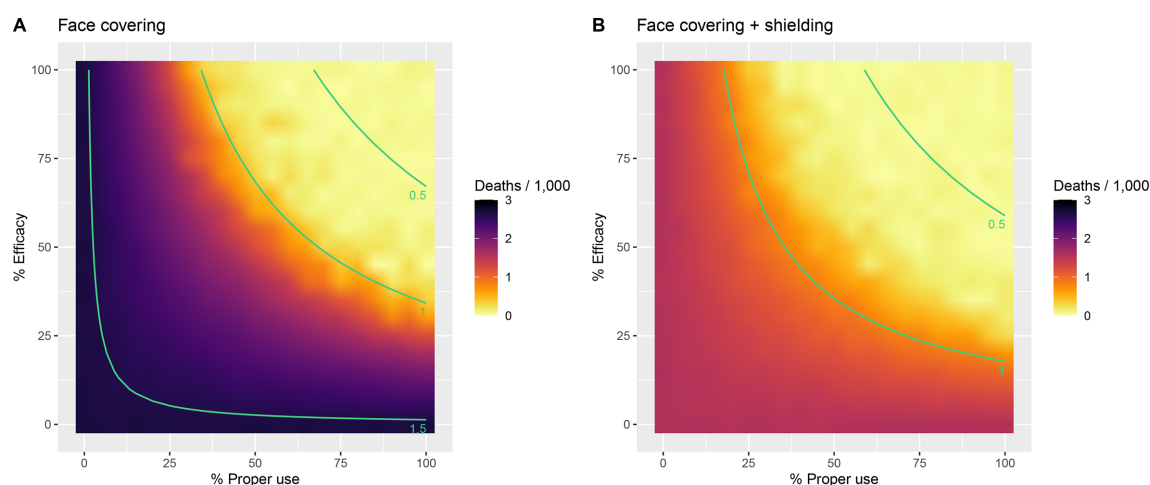 A Face covering
100
75
50
25
0
% Efficacy
0 25 50 75 100
% Proper use
0.5
1
1.5
Deaths / 1,000
3
2
1
0
B Face covering + shielding
100
75
50
25
0
% Efficacy
0 25 50 75 100
% Proper use
0.5
1
Deaths / 1,000
3
2
1
0